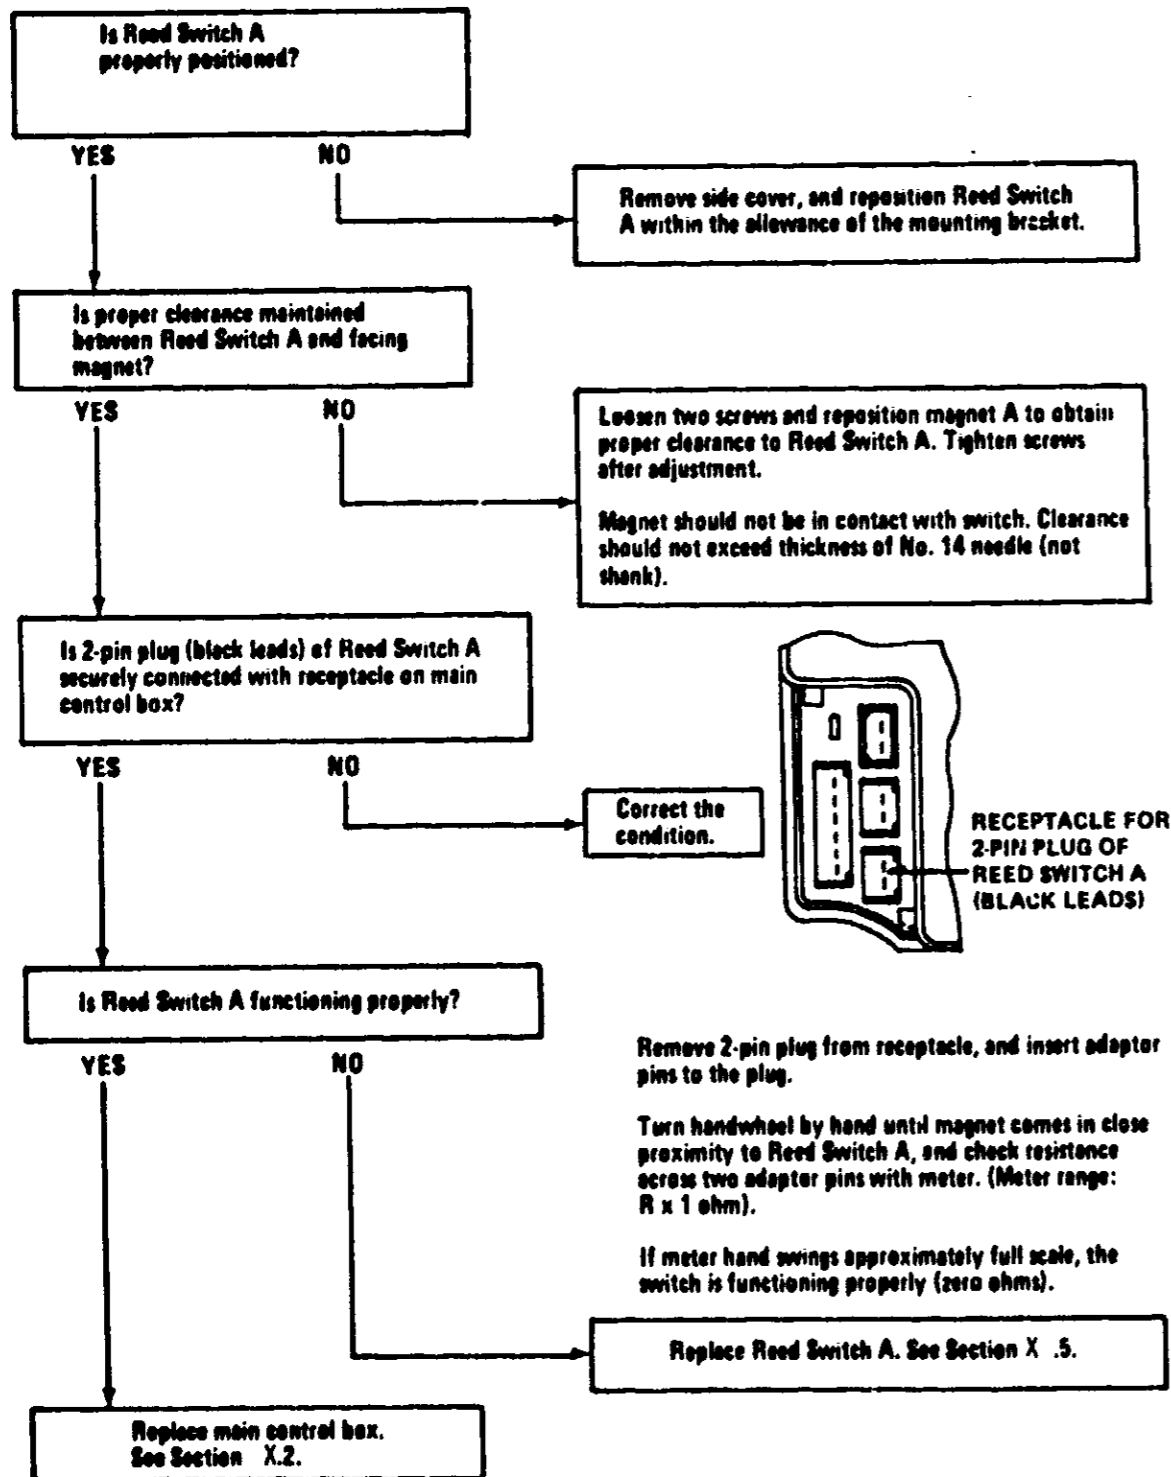 Is Reed Switch A
properly positioned?
YES
NO
Remove side cover, and reposition Reed Switch
A within the allowance of the mounting bracket.
Is proper clearance maintained
between Reed Switch A and facing
magnet?
YES
NO
Loosen two screws and reposition magnet A to obtain
proper clearance to Reed Switch A. Tighten screws
after adjustment.
Magnet should not be in contact with switch. Clearance
should not exceed thickness of No. 14 needle (not
shank).
Is 2-pin plug (black leads) of Reed Switch A
securely connected with receptacle on main
control box?
YES
NO
Correct the
condition.
RECEPTACLE FOR
2-PIN PLUG OF
REED SWITCH A
(BLACK LEADS)
Is Reed Switch A functioning properly?
YES
NO
Remove 2-pin plug from receptacle, and insert adaptor
pins to the plug.
Turn handwheel by hand until magnet comes in close
proximity to Reed Switch A, and check resistance
across two adaptor pins with meter. (Meter range:
R x 1 ohm).
If meter hand swings approximately full scale, the
switch is functioning properly (zero ohms).
Replace Reed Switch A. See Section X .5.
Replace main control box.
See Section X.2.